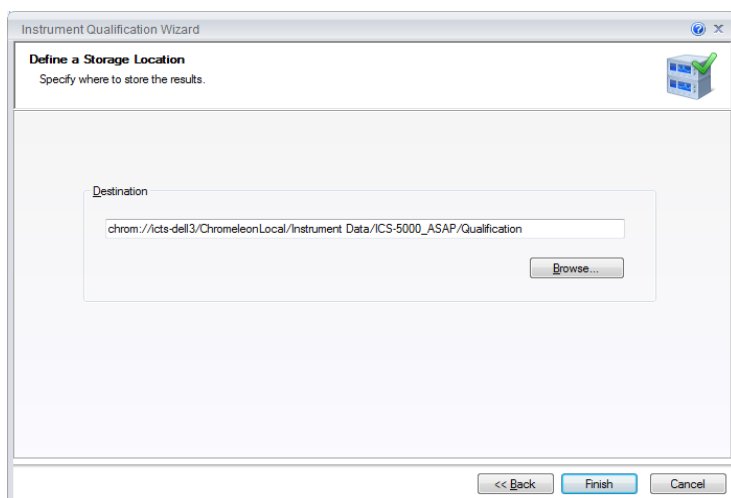 Instrument Qualification Wizard
Define a Storage Location
Specify where to store the results.
Destination
chrom://icts-dell3/ChromeleonLocal/Instrument Data/ICS-5000_ASAP/Qualification
Browse...
<< Back Finish Cancel